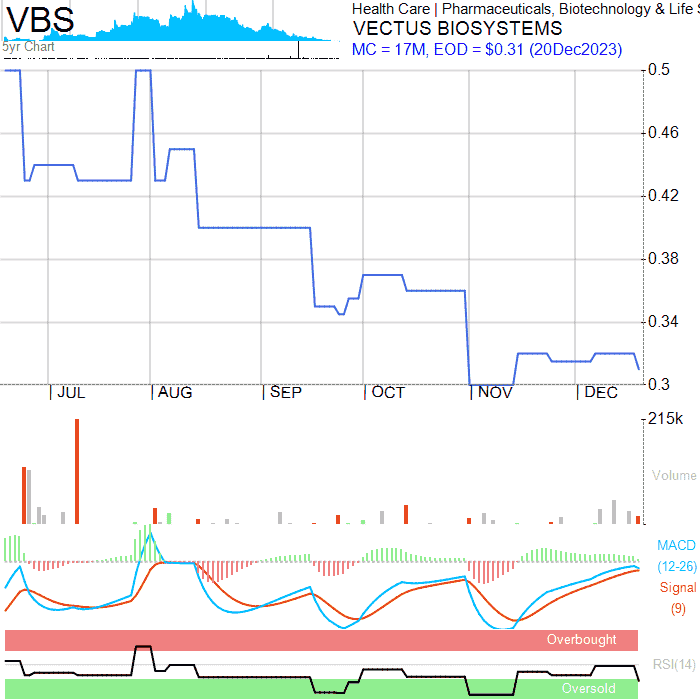 VBS
5yr Chart
Health Care | Pharmaceuticals, Biotechnology & Life S
VECTUS BIOSYSTEMS
MC = 17M, EOD = $0.31 (20Dec2023)
0.5
0.46
0.42
0.38
0.34
0.3
JUL AUG SEP OCT NOV DEC
215k
Volume
MACD
(12-26)
Signal
(9)
Overbought
RSI(14)
Oversold